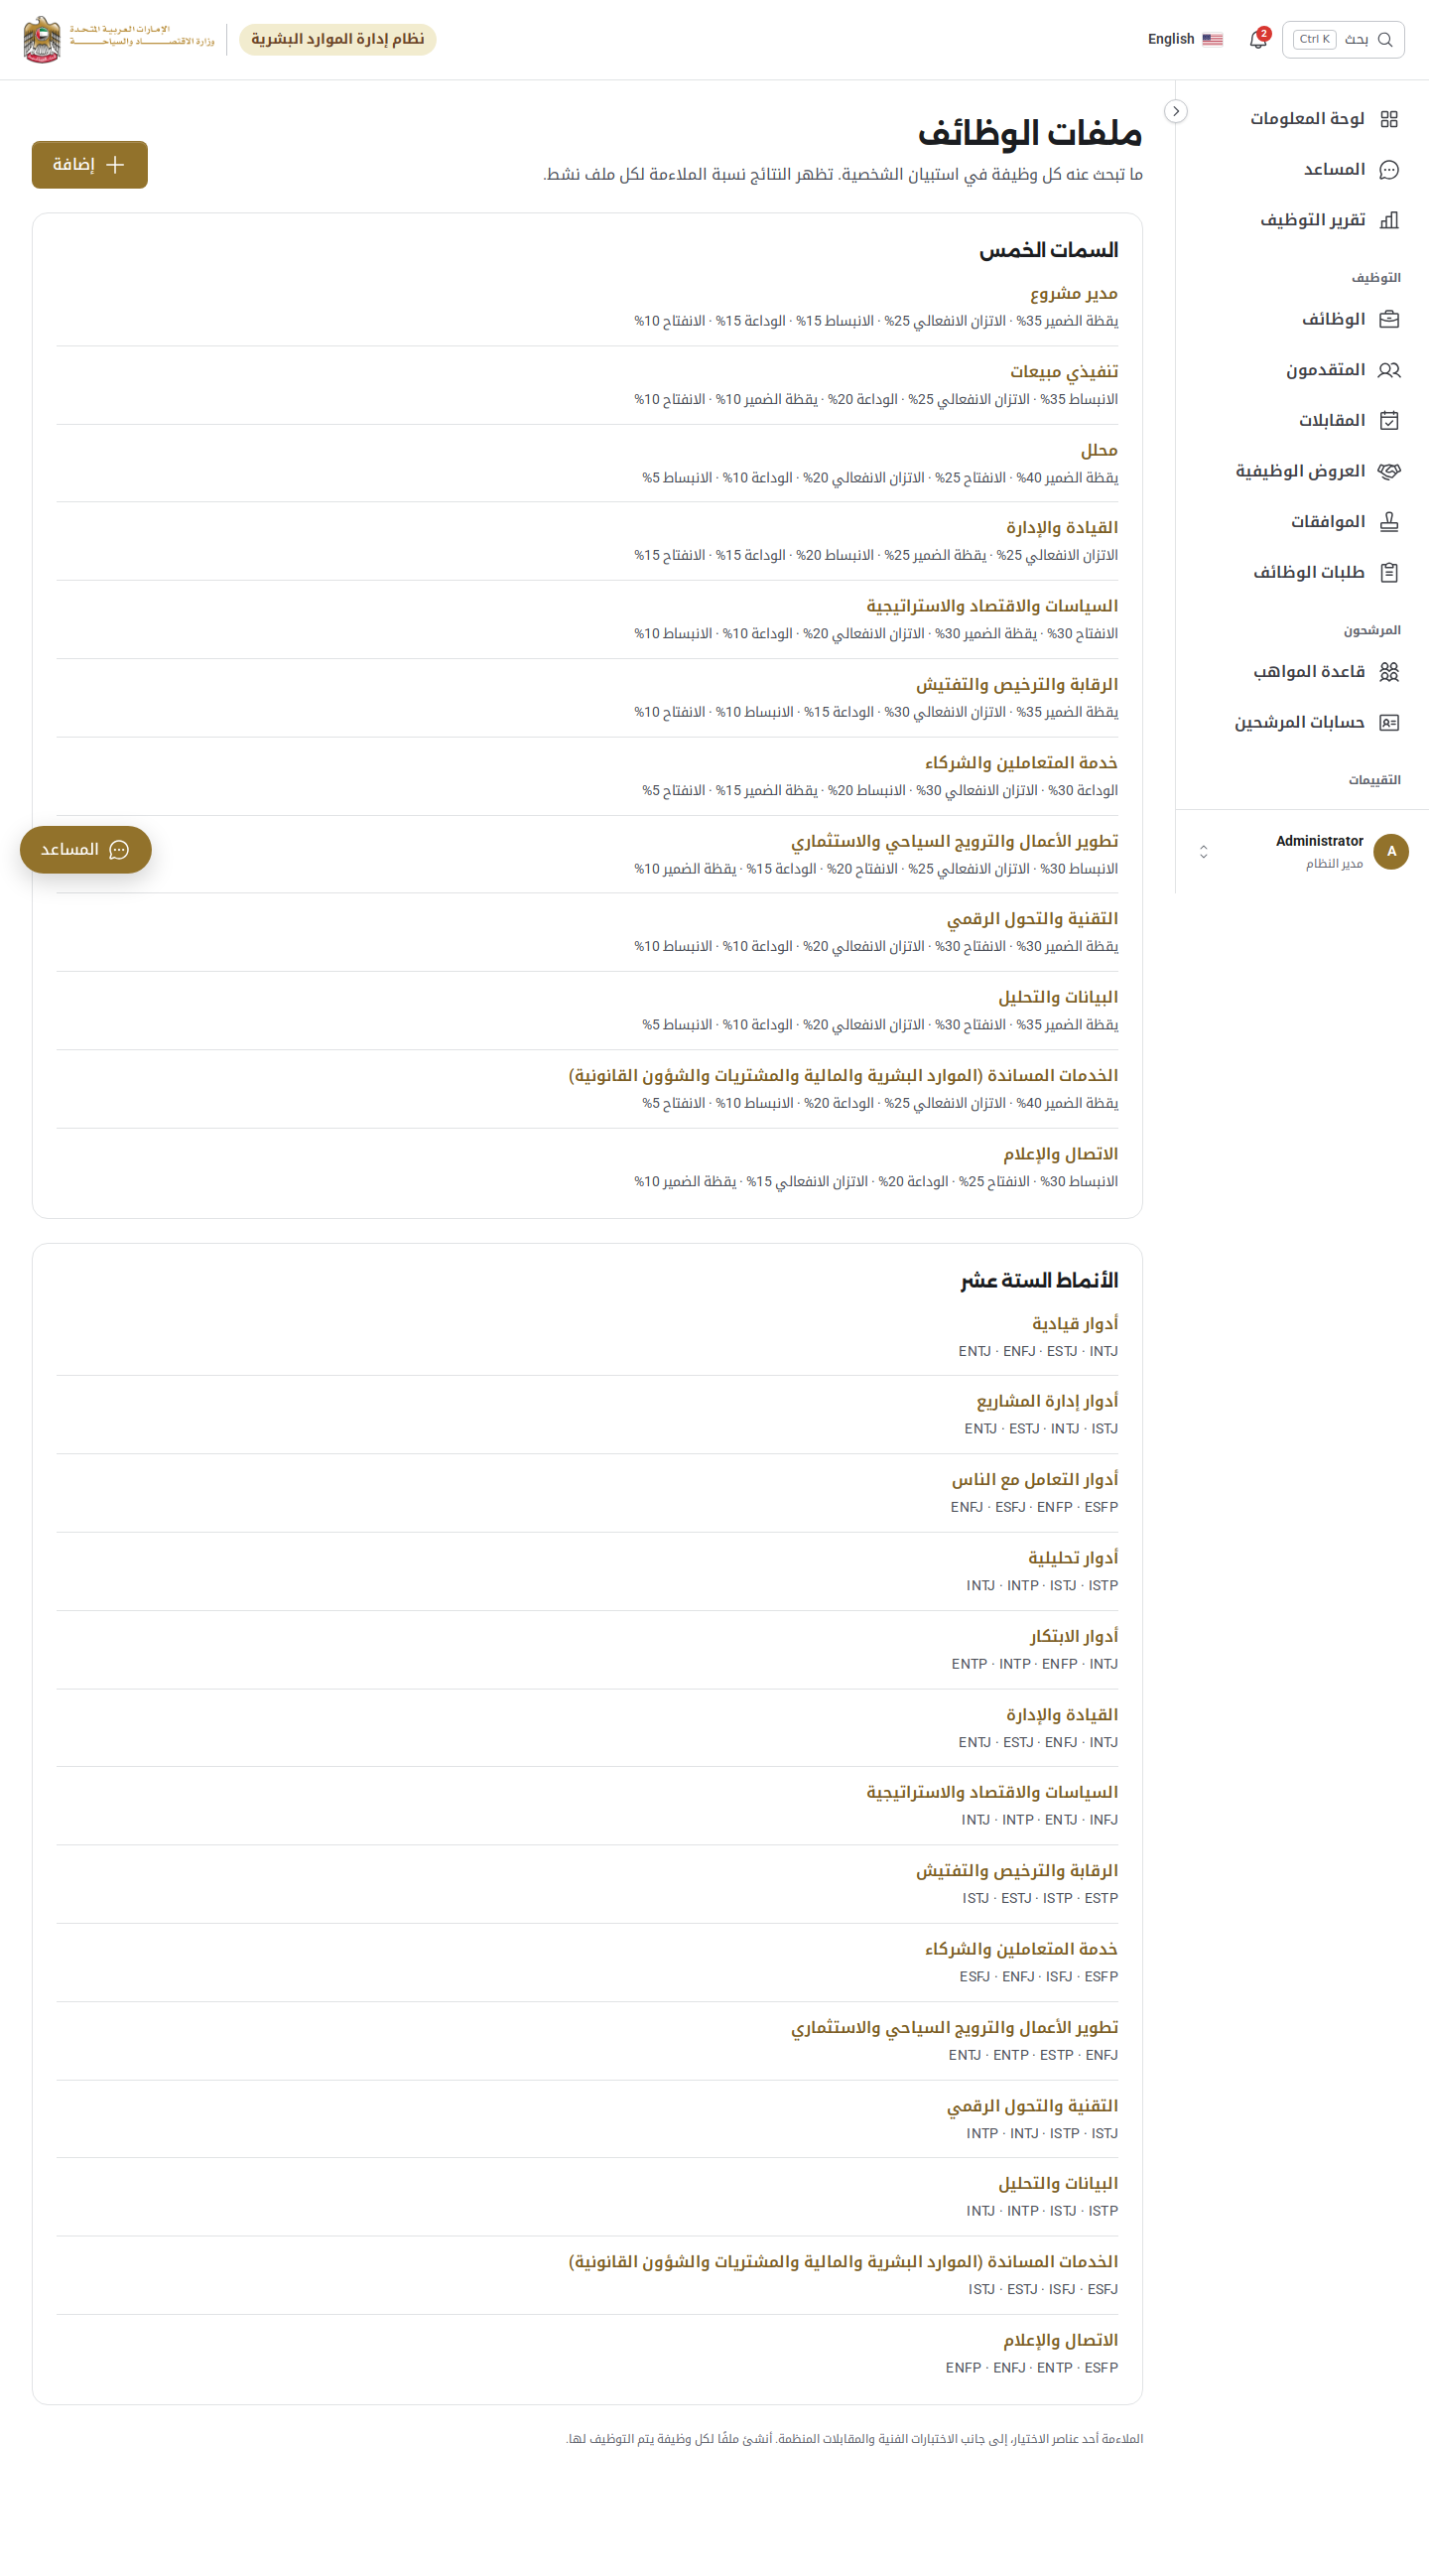 بحث Ctrl K
2
English
نظام إدارة الموارد البشرية
الإمارات العربية المتحدة
وزارة الاقتصـــاد والسياحـــة
لوحة المعلومات
المساعد
تقرير التوظيف
التوظيف
الوظائف
المتقدمون
المقابلات
العروض الوظيفية
الموافقات
طلبات الوظائف
المرشحون
قاعدة المواهب
حسابات المرشحين
التقييمات
A
Administrator
مدير النظام
ملفات الوظائف
ما تبحث عنه كل وظيفة في استبيان الشخصية. تظهر النتائج نسبة الملاءمة لكل ملف نشط.
إضافة
السمات الخمس
مدير مشروع
يقظة الضمير 35% · الاتزان الانفعالي 25% · الانبساط 15% · الوداعة 15% · الانفتاح 10%
تنفيذي مبيعات
الانبساط 35% · الاتزان الانفعالي 25% · الوداعة 20% · يقظة الضمير 10% · الانفتاح 10%
محلل
يقظة الضمير 40% · الانفتاح 25% · الاتزان الانفعالي 20% · الوداعة 10% · الانبساط 5%
القيادة والإدارة
الاتزان الانفعالي 25% · يقظة الضمير 25% · الانبساط 20% · الوداعة 15% · الانفتاح 15%
السياسات والاقتصاد والاستراتيجية
الانفتاح 30% · يقظة الضمير 30% · الاتزان الانفعالي 20% · الوداعة 10% · الانبساط 10%
الرقابة والترخيص والتفتيش
يقظة الضمير 35% · الاتزان الانفعالي 30% · الوداعة 15% · الانبساط 10% · الانفتاح 10%
خدمة المتعاملين والشركاء
الوداعة 30% · الاتزان الانفعالي 30% · الانبساط 20% · يقظة الضمير 15% · الانفتاح 5%
تطوير الأعمال والترويج السياحي والاستثماري
الانبساط 30% · الاتزان الانفعالي 25% · الانفتاح 20% · الوداعة 15% · يقظة الضمير 10%
المساعد
التقنية والتحول الرقمي
يقظة الضمير 30% · الانفتاح 30% · الاتزان الانفعالي 20% · الوداعة 10% · الانبساط 10%
البيانات والتحليل
يقظة الضمير 35% · الانفتاح 30% · الاتزان الانفعالي 20% · الوداعة 10% · الانبساط 5%
الخدمات المساندة (الموارد البشرية والمالية والمشتريات والشؤون القانونية)
يقظة الضمير 40% · الاتزان الانفعالي 25% · الوداعة 20% · الانبساط 10% · الانفتاح 5%
الاتصال والإعلام
الانبساط 30% · الانفتاح 25% · الوداعة 20% · الاتزان الانفعالي 15% · يقظة الضمير 10%
الأنماط الستة عشر
أدوار قيادية
ENTJ · ENFJ · ESTJ · INTJ
أدوار إدارة المشاريع
ENTJ · ESTJ · INTJ · ISTJ
أدوار التعامل مع الناس
ENFJ · ESFJ · ENFP · ESFP
أدوار تحليلية
INTJ · INTP · ISTJ · ISTP
أدوار الابتكار
ENTP · INTP · ENFP · INTJ
القيادة والإدارة
ENTJ · ESTJ · ENFJ · INTJ
السياسات والاقتصاد والاستراتيجية
INTJ · INTP · ENTJ · INFJ
الرقابة والترخيص والتفتيش
ISTJ · ESTJ · ISTP · ESTP
خدمة المتعاملين والشركاء
ESFJ · ENFJ · ISFJ · ESFP
تطوير الأعمال والترويج السياحي والاستثماري
ENTJ · ENTP · ESTP · ENFJ
التقنية والتحول الرقمي
INTP · INTJ · ISTP · ISTJ
البيانات والتحليل
INTJ · INTP · ISTJ · ISTP
الخدمات المساندة (الموارد البشرية والمالية والمشتريات والشؤون القانونية)
ISTJ · ESTJ · ISFJ · ESFJ
الاتصال والإعلام
ENFP · ENFJ · ENTP · ESFP
الملاءمة أحد عناصر الاختيار، إلى جانب الاختبارات الفنية والمقابلات المنظمة. أنشئ ملفًا لكل وظيفة يتم التوظيف لها.